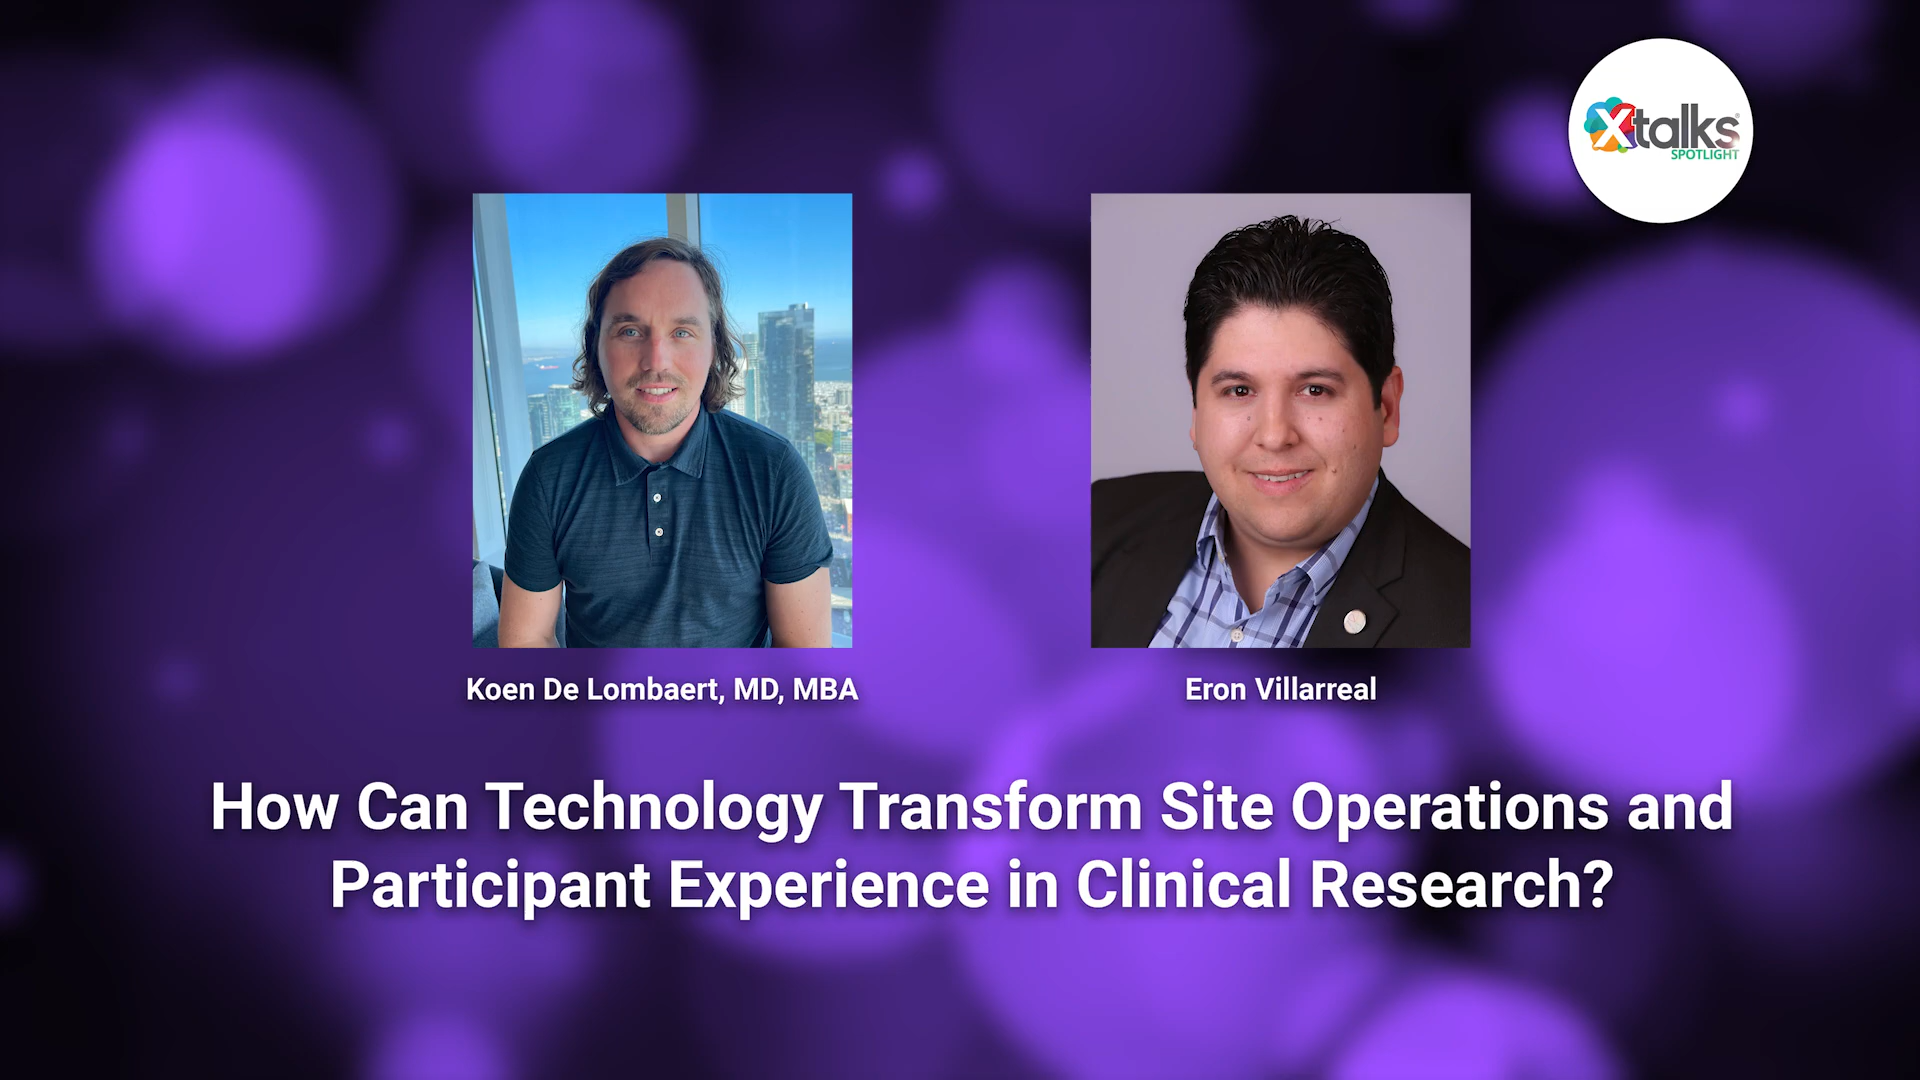 Xtalks
SPOTLIGHT
Koen De Lombaert, MD, MBA
Eron Villarreal
How Can Technology Transform Site Operations and
Participant Experience in Clinical Research?